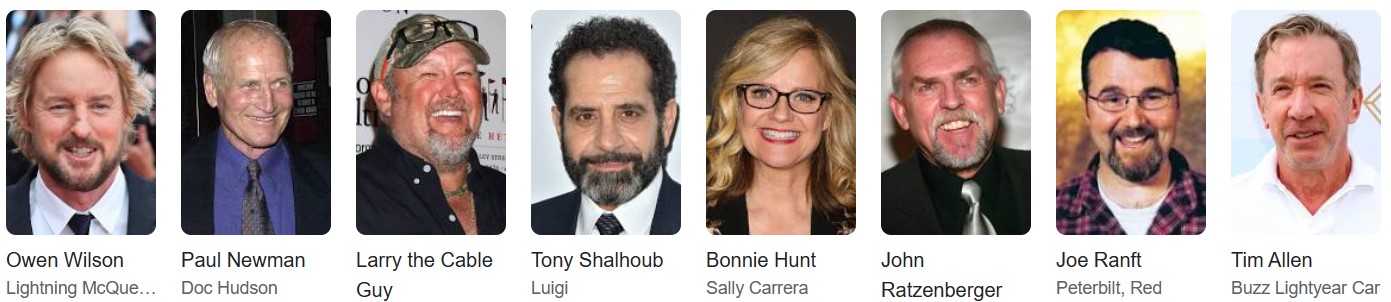 Owen Wilson
Lightning McQue…
Paul Newman
Doc Hudson
Larry the Cable
Guy
Tony Shalhoub
Luigi
Bonnie Hunt
Sally Carrera
John
Ratzenberger
Joe Ranft
Peterbilt, Red
Tim Allen
Buzz Lightyear Car